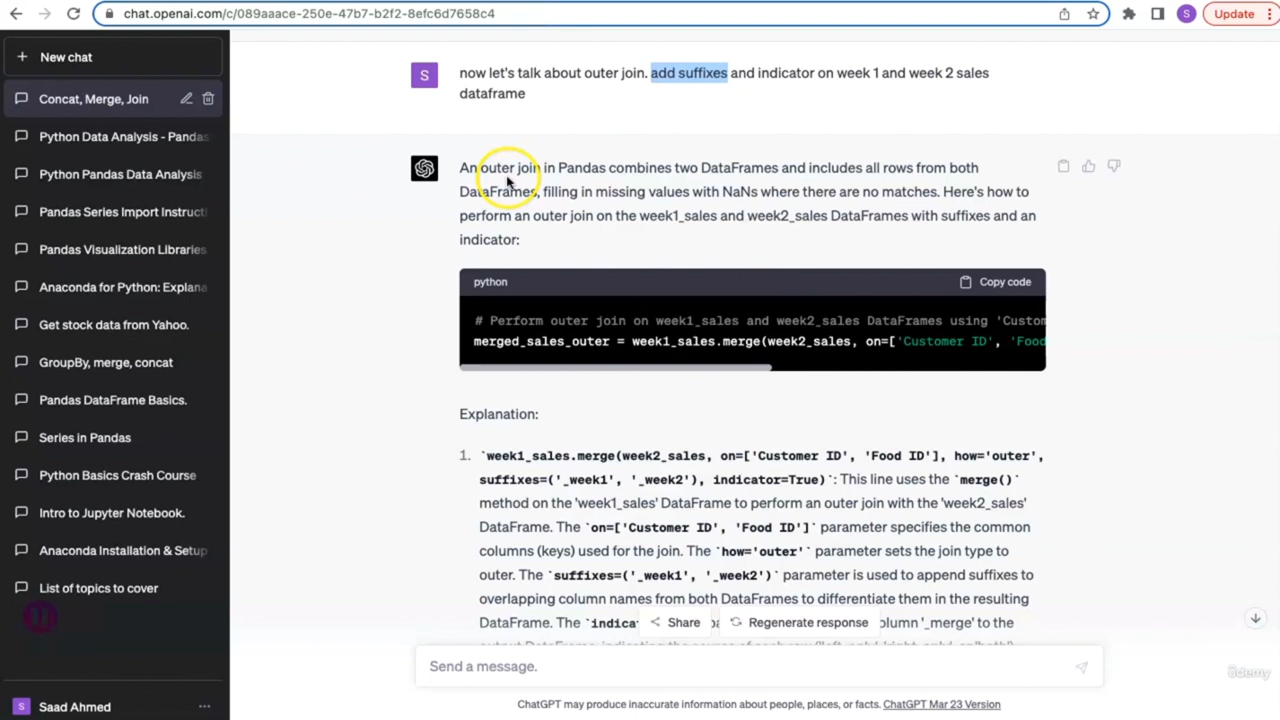 chat.openai.com/c/089aaace-250e-47b7-b2f2-8efc6d7658c4
S
Update
New chat
Concat, Merge, Join
Python Data Analysis - Pandas
Python Pandas Data Analysis
Pandas Series Import Instructi
Pandas Visualization Libraries
Anaconda for Python: Explana
Get stock data from Yahoo.
GroupBy, merge, concat
Pandas DataFrame Basics.
Series in Pandas
Python Basics Crash Course
Intro to Jupyter Notebook.
Anaconda Installation & Setup
List of topics to cover
S Saad Ahmed
S
now let's talk about outer join. add suffixes and indicator on week 1 and week 2 sales
dataframe
An outer join in Pandas combines two DataFrames and includes all rows from both
DataFrames, filling in missing values with NaNs where there are no matches. Here's how to
perform an outer join on the week1_sales and week2_sales DataFrames with suffixes and an
indicator:
python
Copy code
# Perform outer join on week1_sales and week2_sales DataFrames using 'Custom
merged_sales_outer = week1_sales.merge(week2_sales, on=['Customer ID', 'Food
Explanation:
1. `week1_sales.merge(week2_sales, on=['Customer ID', 'Food ID'], how='outer',
suffixes=('_week1', '_week2'), indicator=True)`: This line uses the `merge()`
method on the 'week1_sales' DataFrame to perform an outer join with the 'week2_sales'
DataFrame. The `on=['Customer ID', 'Food ID']` parameter specifies the common
columns (keys) used for the join. The `how='outer'` parameter sets the join type to
outer. The `suffixes=('_week1', '_week2')` parameter is used to append suffixes to
overlapping column names from both DataFrames to differentiate them in the resulting
DataFrame. The `indica
column '_merge' to the
Share
Regenerate response
Send a message.
ChatGPT may produce inaccurate information about people, places, or facts. ChatGPT Mar 23 Version
ûdemy